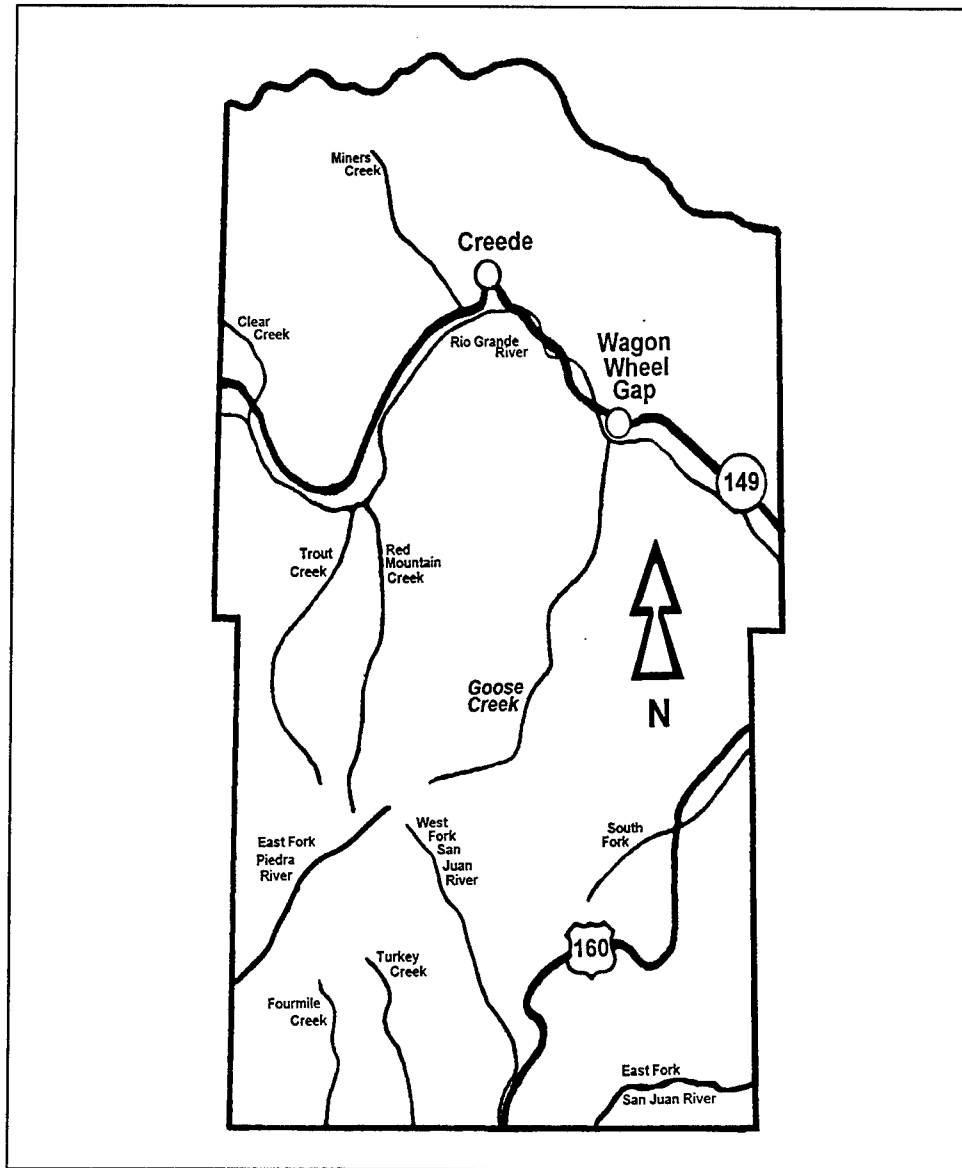 Miners
Creek
Creede
Clear
Creek
Rio Grande
River
Wagon
Wheel
Gap
149
Trout
Creek
Red
Mountain
Creek
Goose
Creek
N
East Fork
Piedra
River
West
Fork
San
Juan
River
South
Fork
160
Turkey
Creek
Fourmile
Creek
East Fork
San Juan River